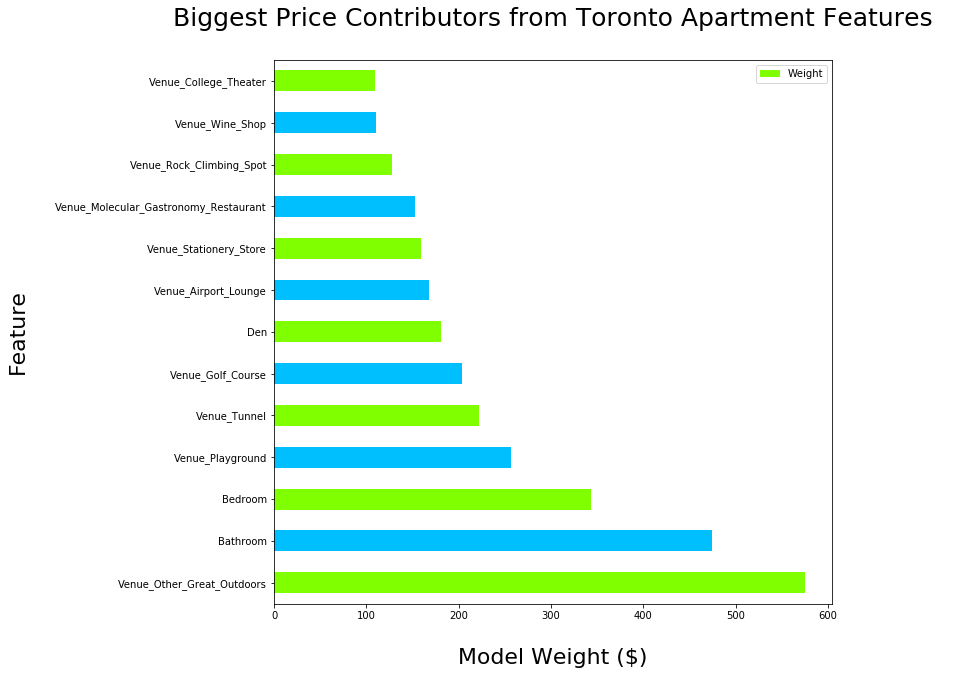 Biggest Price Contributors from Toronto Apartment Features
Weight
Venue_College_Theater
Venue_Wine_Shop
Venue_Rock_Climbing_Spot
Venue_Molecular_Gastronomy_Restaurant
Venue_Stationery_Store
Venue_Airport_Lounge
Den
Venue_Golf_Course
Venue_Tunnel
Venue_Playground
Bedroom
Bathroom
Venue_Other_Great_Outdoors
Feature
0 100 200 300 400 500 600
Model Weight ($)